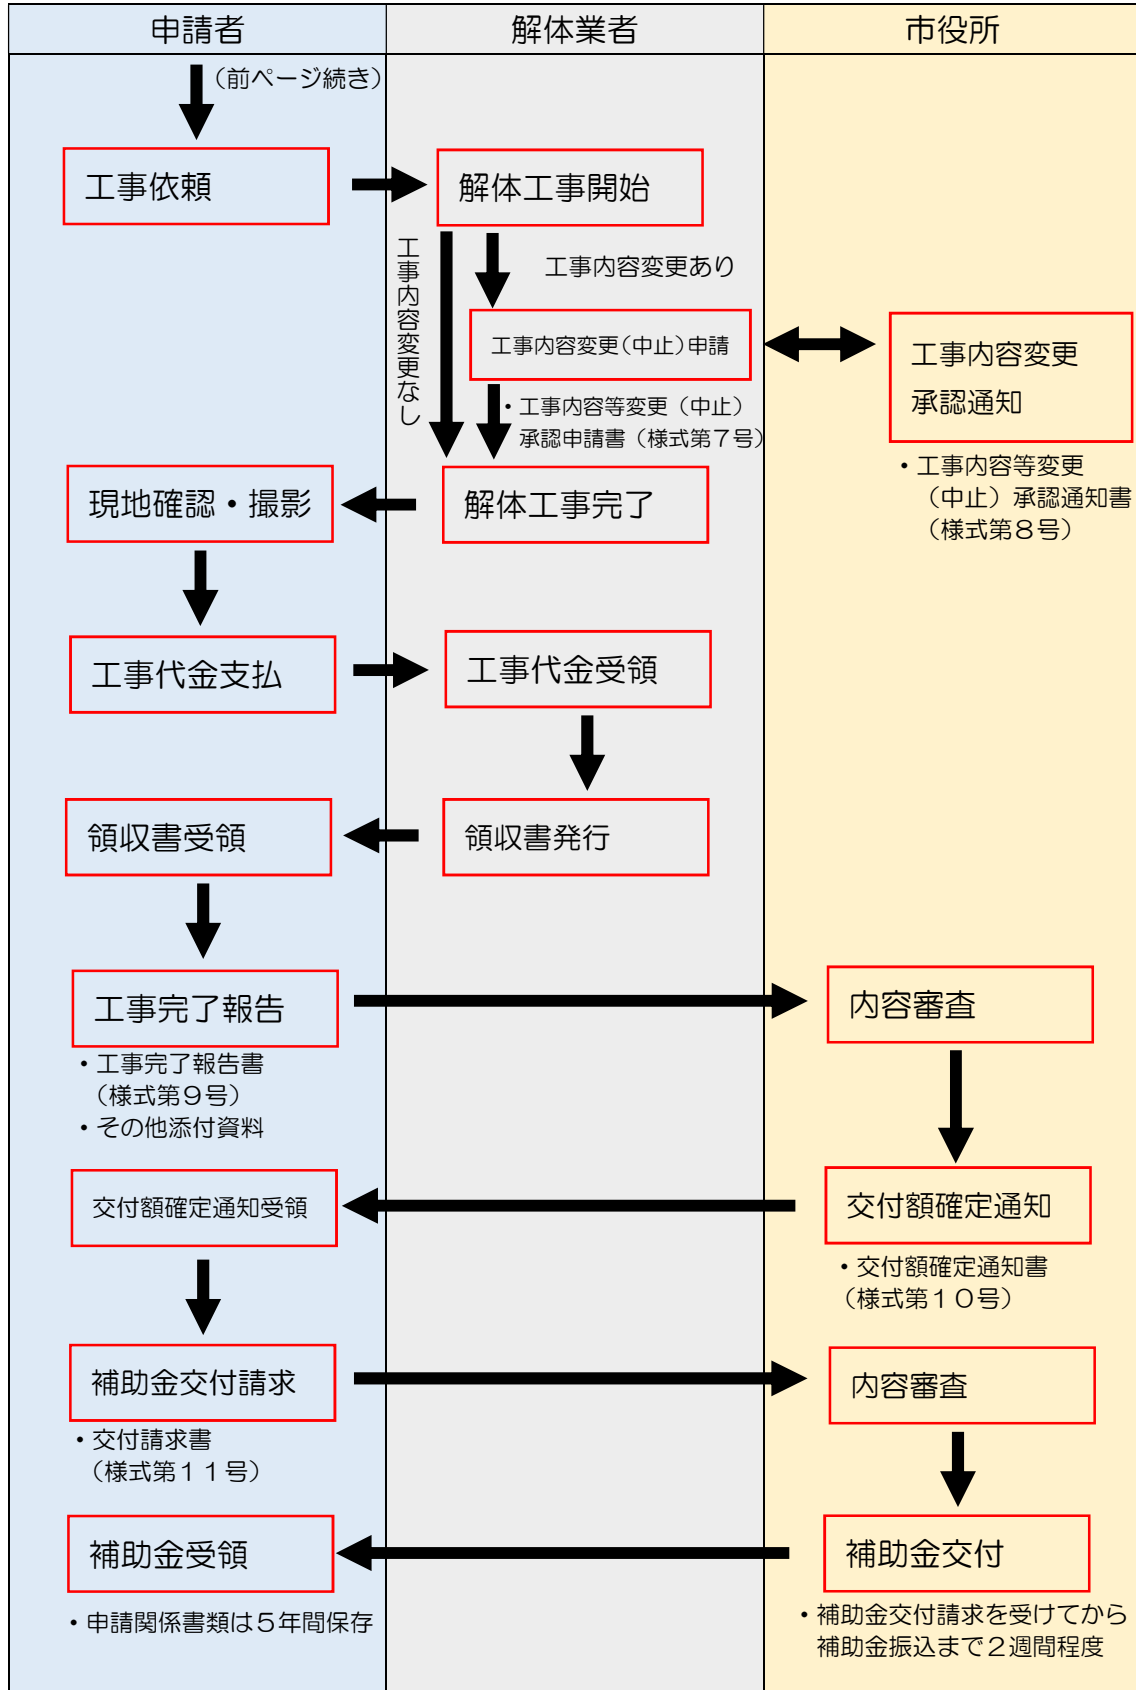 申請者
解体業者
市役所
（前ページ続き）
工事依頼
解体工事開始
工事内容変更なし
工事内容変更あり
工事内容変更（中止）申請
・工事内容等変更（中止）
承認申請書（様式第７号）
工事内容変更
承認通知
・工事内容等変更
（中止）承認通知書
（様式第８号）
現地確認・撮影
解体工事完了
工事代金支払
工事代金受領
領収書受領
領収書発行
工事完了報告
内容審査
・工事完了報告書
（様式第９号）
・その他添付資料
交付額確定通知受領
交付額確定通知
・交付額確定通知書
（様式第１０号）
補助金交付請求
内容審査
・交付請求書
（様式第１１号）
補助金受領
補助金交付
・申請関係書類は５年間保存
・補助金交付請求を受けてから
補助金振込まで２週間程度